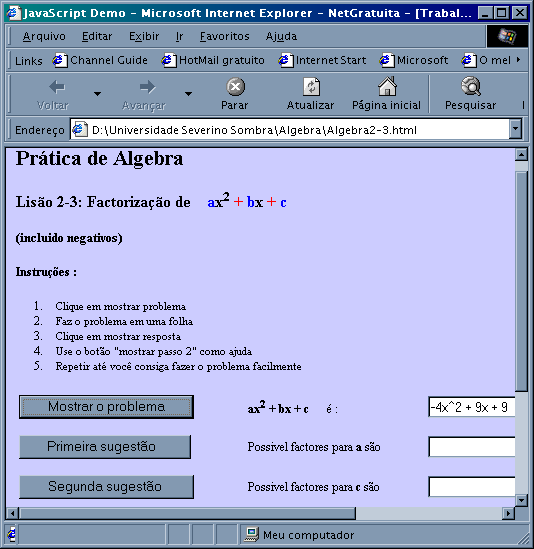 JavaScript Demo - Microsoft Internet Explorer - NetGratuita - [Trabal...
Arquivo Editar Exibir Ir Favoritos Ajuda
Links Channel Guide HotMail gratuito Internet Start Microsoft O mel
Voltar Avançar Parar Atualizar Página inicial Pesquisar
Endereço D:\Universidade Severino Sombra\Algebra\Algebra2-3.html
Prática de Algebra
Lisão 2-3: Factorização de ax² + bx + c
(incluido negativos)
Instruções :
1. Clique em mostrar problema
2. Faz o problema em uma folha
3. Clique em mostrar resposta
4. Use o botão "mostrar passo 2" como ajuda
5. Repetir até você consiga fazer o problema facilmente
Mostrar o problema ax² + bx + c é : -4x^2 + 9x + 9
Primeira sugestão Possivel factores para a são
Segunda sugestão Possivel factores para c são
Meu computador